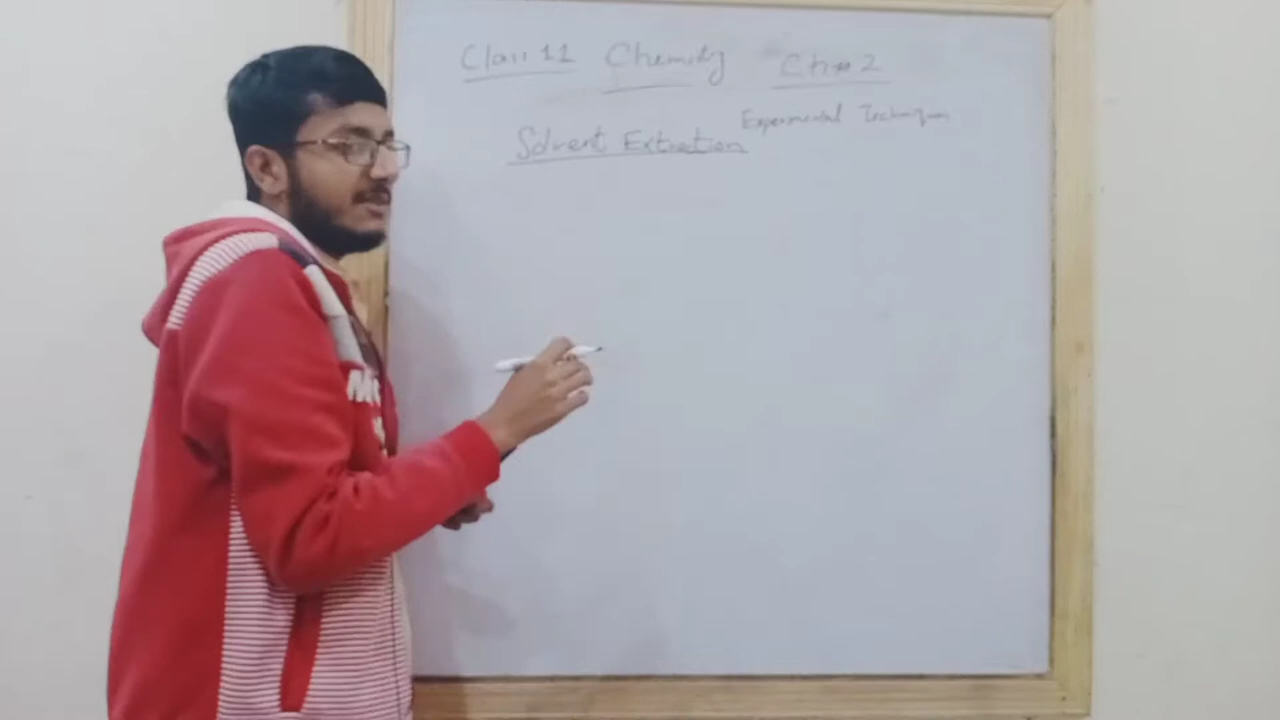 Class 11 Chemistry Ch # 2
Experimental Techniques
Solvent Extraction